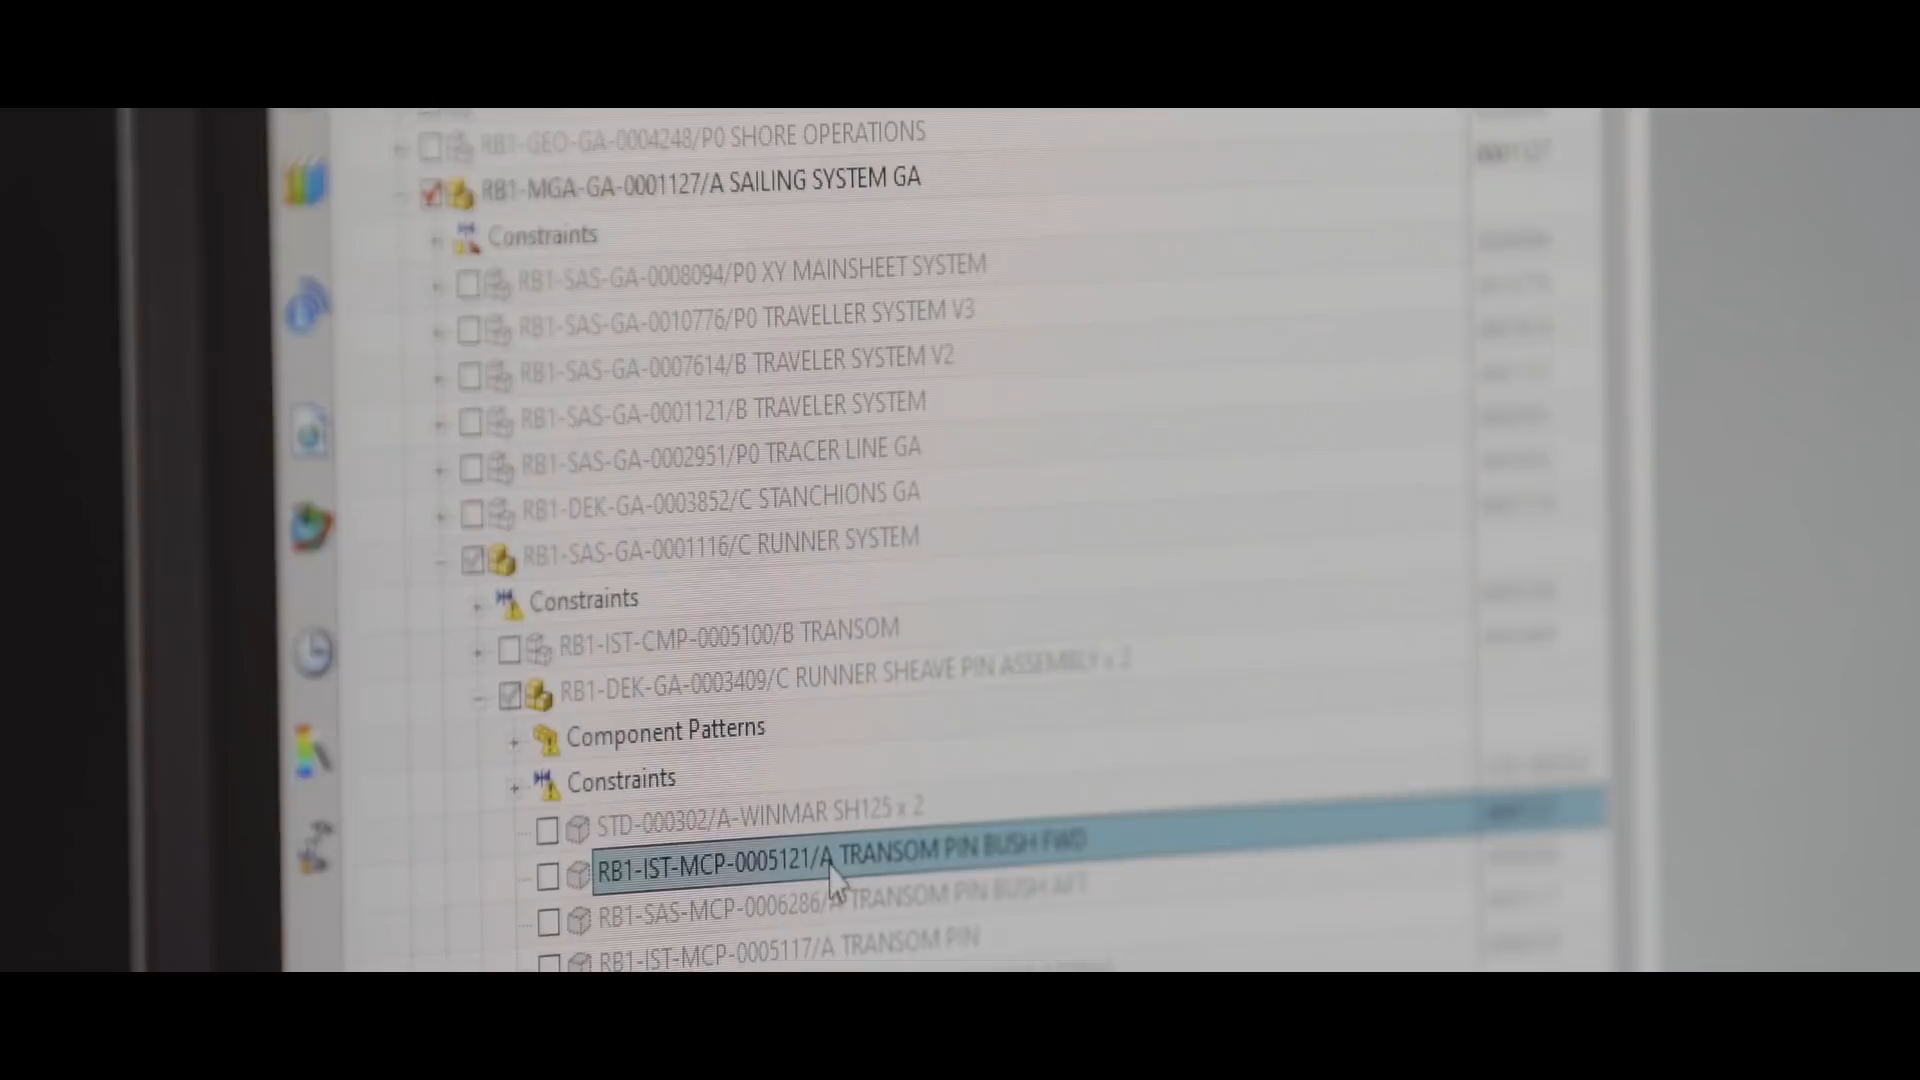 RB1-GEO-GA-0004248/P0 SHORE OPERATIONS
RB1-MGA-GA-0001127/A SAILING SYSTEM GA
Constraints
RB1-SAS-GA-0008094/P0 XY MAINSHEET SYSTEM
RB1-SAS-GA-0010776/P0 TRAVELLER SYSTEM V3
RB1-SAS-GA-0007614/B TRAVELER SYSTEM V2
RB1-SAS-GA-0001121/B TRAVELER SYSTEM
RB1-SAS-GA-0002951/P0 TRACER LINE GA
RB1-DEK-GA-0003852/C STANCHIONS GA
RB1-SAS-GA-0001116/C RUNNER SYSTEM
Constraints
RB1-IST-CMP-0005100/B TRANSOM
RB1-DEK-GA-0003409/C RUNNER SHEAVE PIN ASSEMBLY x 2
Component Patterns
Constraints
STD-000302/A-WINMAR SH125 x 2
RB1-IST-MCP-0005121/A TRANSOM PIN BUSH FWD
RB1-SAS-MCP-0006286/A TRANSOM PIN BUSH AFT
RB1-IST-MCP-0005117/A TRANSOM PIN